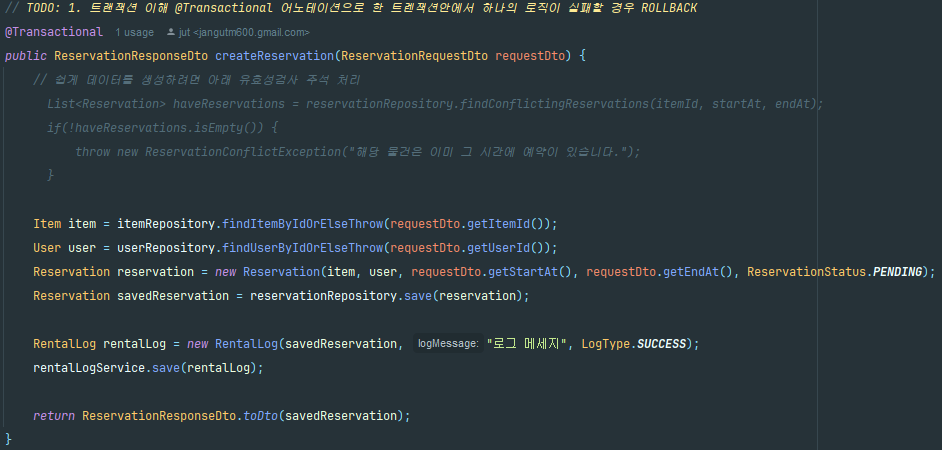 // TODO: 1. 트랜잭션 이해 @Transactional 어노테이션으로 한 트렌젝션안에서 하나의 로직이 실패할 경우 ROLLBACK
@Transactional 1 usage jut <jangutm600.gmail.com>
public ReservationResponseDto createReservation(ReservationRequestDto requestDto) {
// 쉽게 데이터를 생성하려면 아래 유효성검사 주석 처리
List<Reservation> haveReservations = reservationRepository.findConflictingReservations(itemId, startAt, endAt);
if(!haveReservations.isEmpty()) {
throw new ReservationConflictException("해당 물건은 이미 그 시간에 예약이 있습니다.");
}
Item item = itemRepository.findItemByIdOrElseThrow(requestDto.getItemId());
User user = userRepository.findUserByIdOrElseThrow(requestDto.getUserId());
Reservation reservation = new Reservation(item, user, requestDto.getStartAt(), requestDto.getEndAt(), ReservationStatus.PENDING);
Reservation savedReservation = reservationRepository.save(reservation);
RentalLog rentalLog = new RentalLog(savedReservation, logMessage: "로그 메세지", LogType.SUCCESS);
rentalLogService.save(rentalLog);
return ReservationResponseDto.toDto(savedReservation);
}